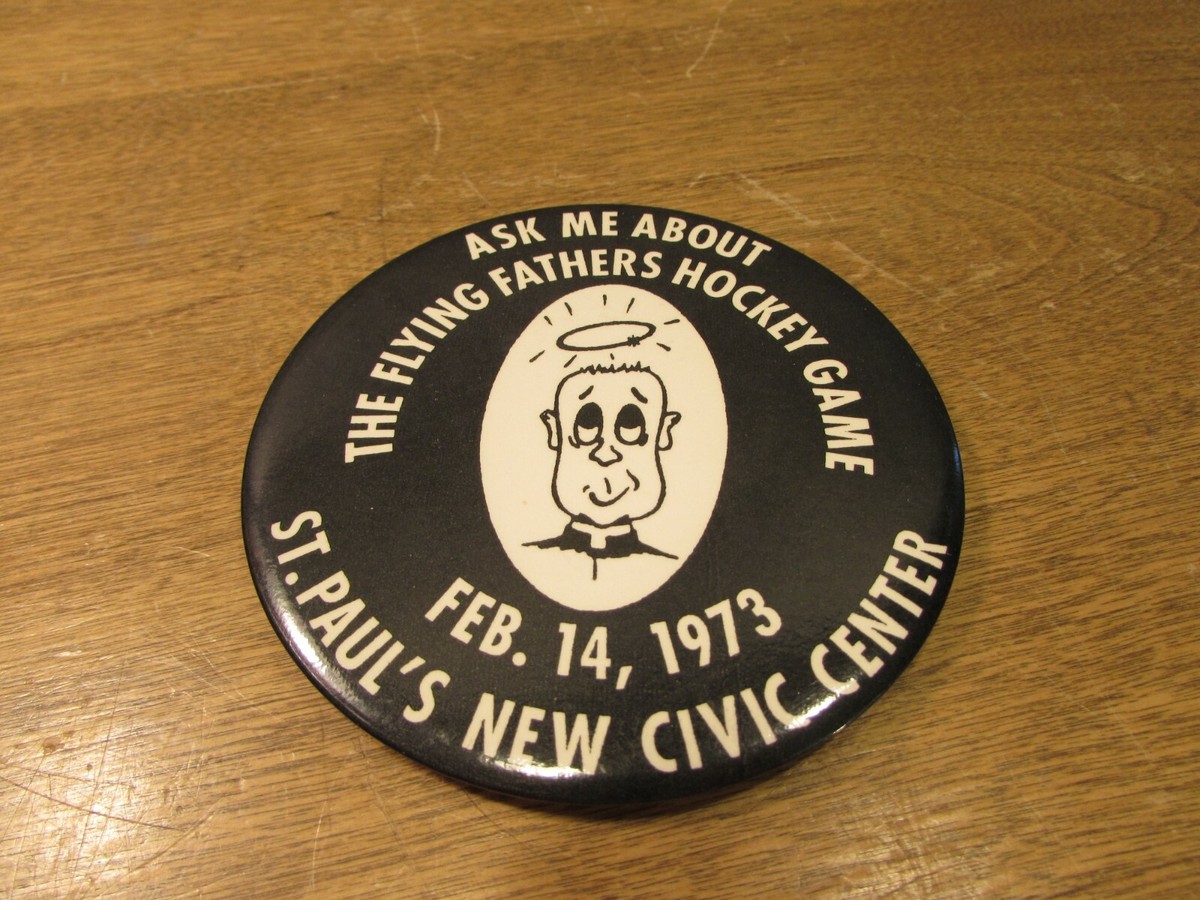 ASK ME ABOUT
THE FLYING FATHERS HOCKEY GAME
FEB. 14, 1973
ST. PAUL'S NEW CIVIC CENTER